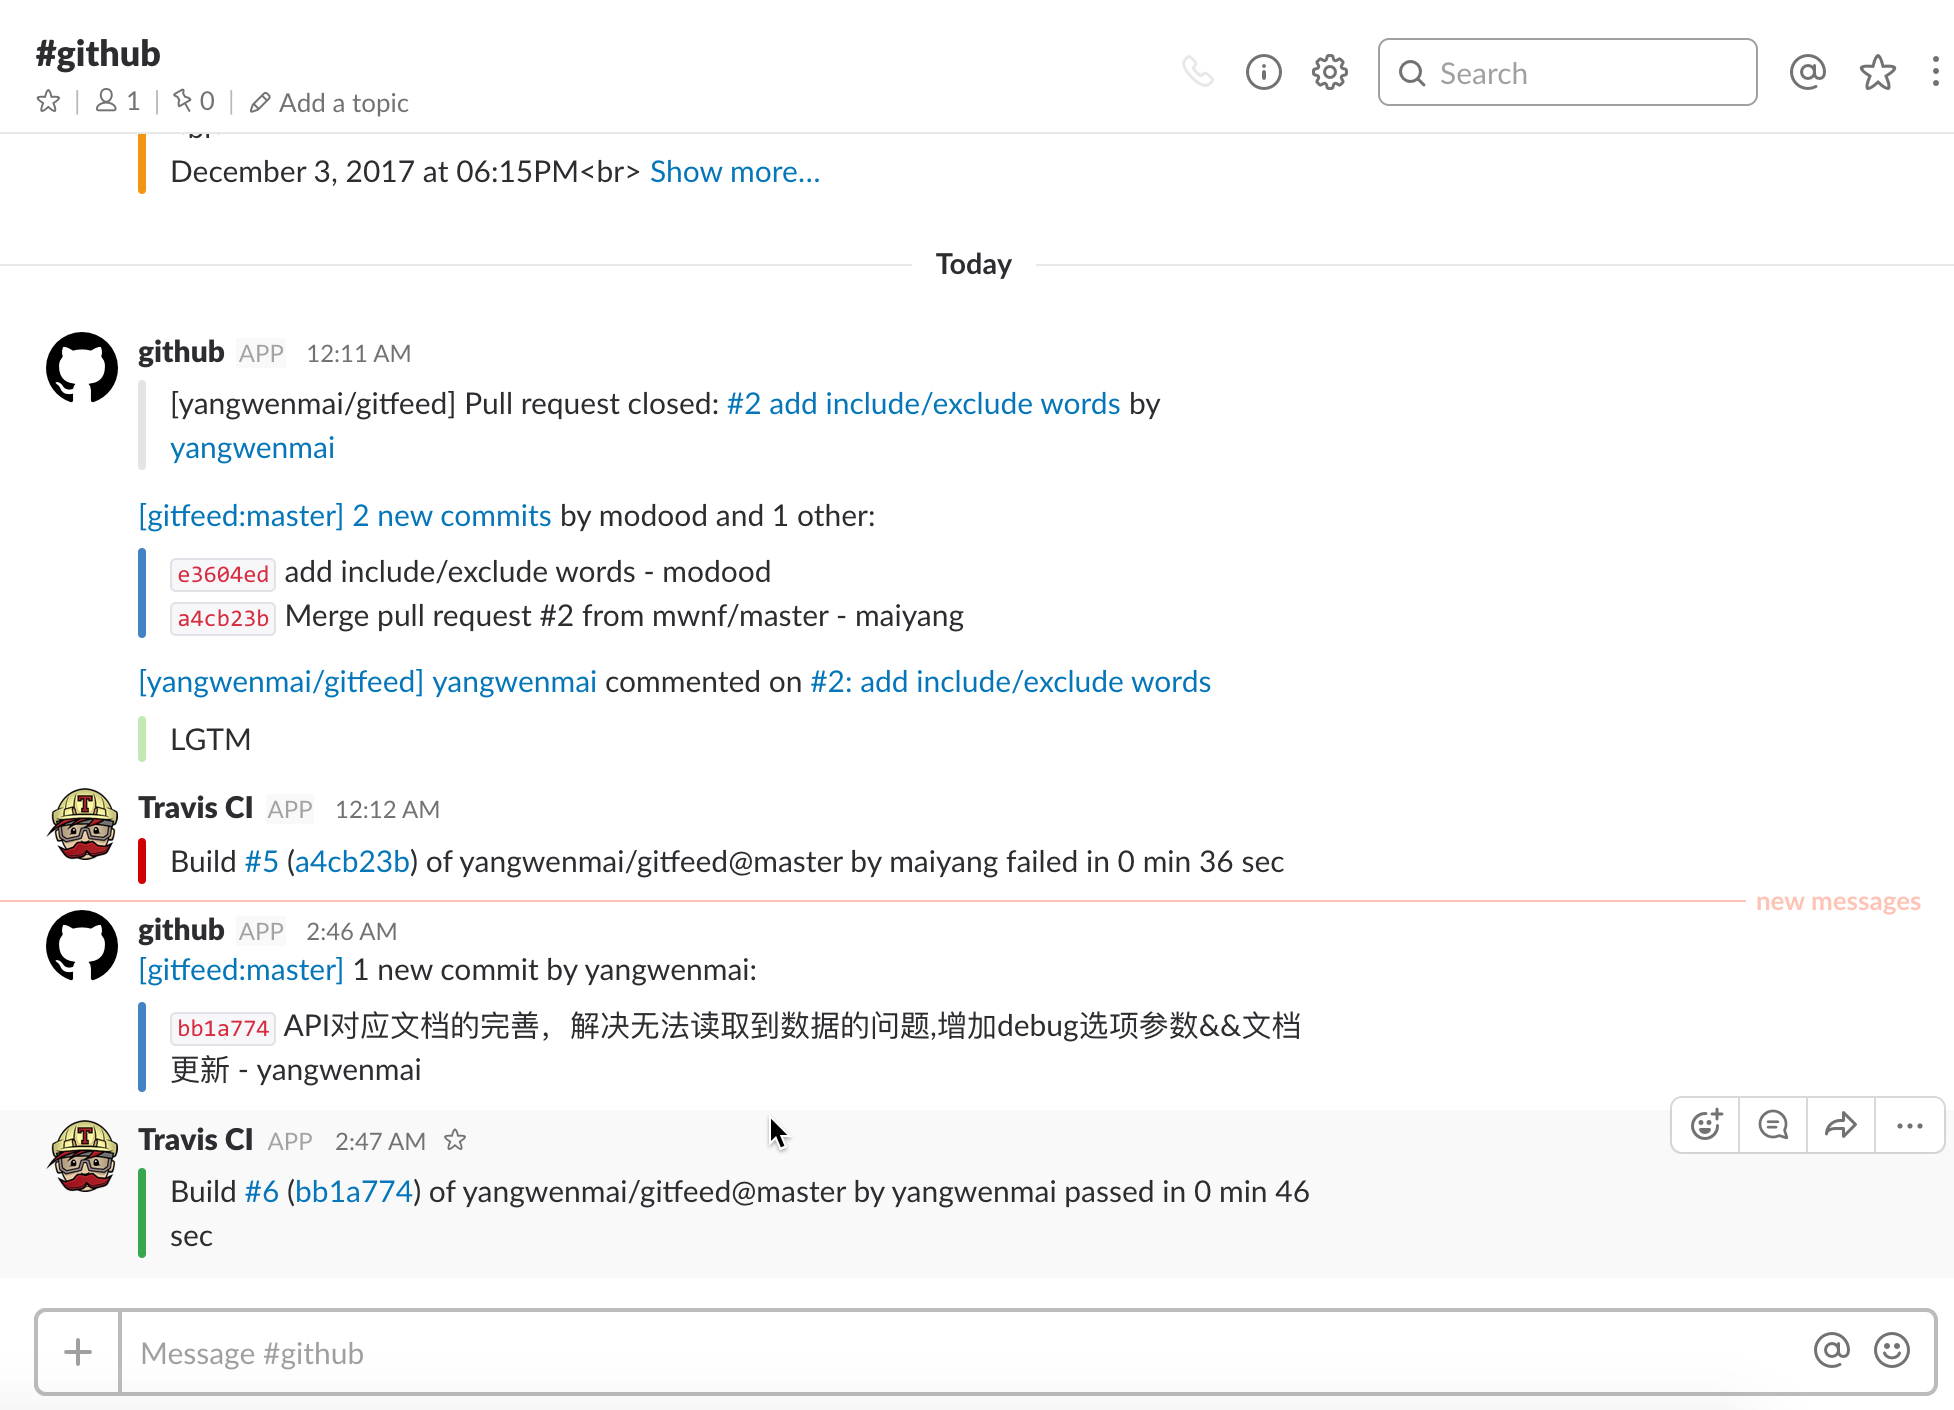 #github
1
0
Add a topic
Search
December 3, 2017 at 06:15PM<br> Show more...
Today
github APP 12:11 AM
[yangwenmai/gitfeed] Pull request closed: #2 add include/exclude words by
yangwenmai
[gitfeed:master] 2 new commits by modood and 1 other:
e3604ed add include/exclude words - modood
a4cb23b Merge pull request #2 from mwnf/master - maiyang
[yangwenmai/gitfeed] yangwenmai commented on #2: add include/exclude words
LGTM
Travis CI APP 12:12 AM
Build #5 (a4cb23b) of yangwenmai/gitfeed@master by maiyang failed in 0 min 36 sec
new messages
github APP 2:46 AM
[gitfeed:master] 1 new commit by yangwenmai:
bb1a774 API对应文档的完善，解决无法读取到数据的问题,增加debug选项参数&&文档
更新 - yangwenmai
Travis CI APP 2:47 AM
Build #6 (bb1a774) of yangwenmai/gitfeed@master by yangwenmai passed in 0 min 46
sec
Message #github